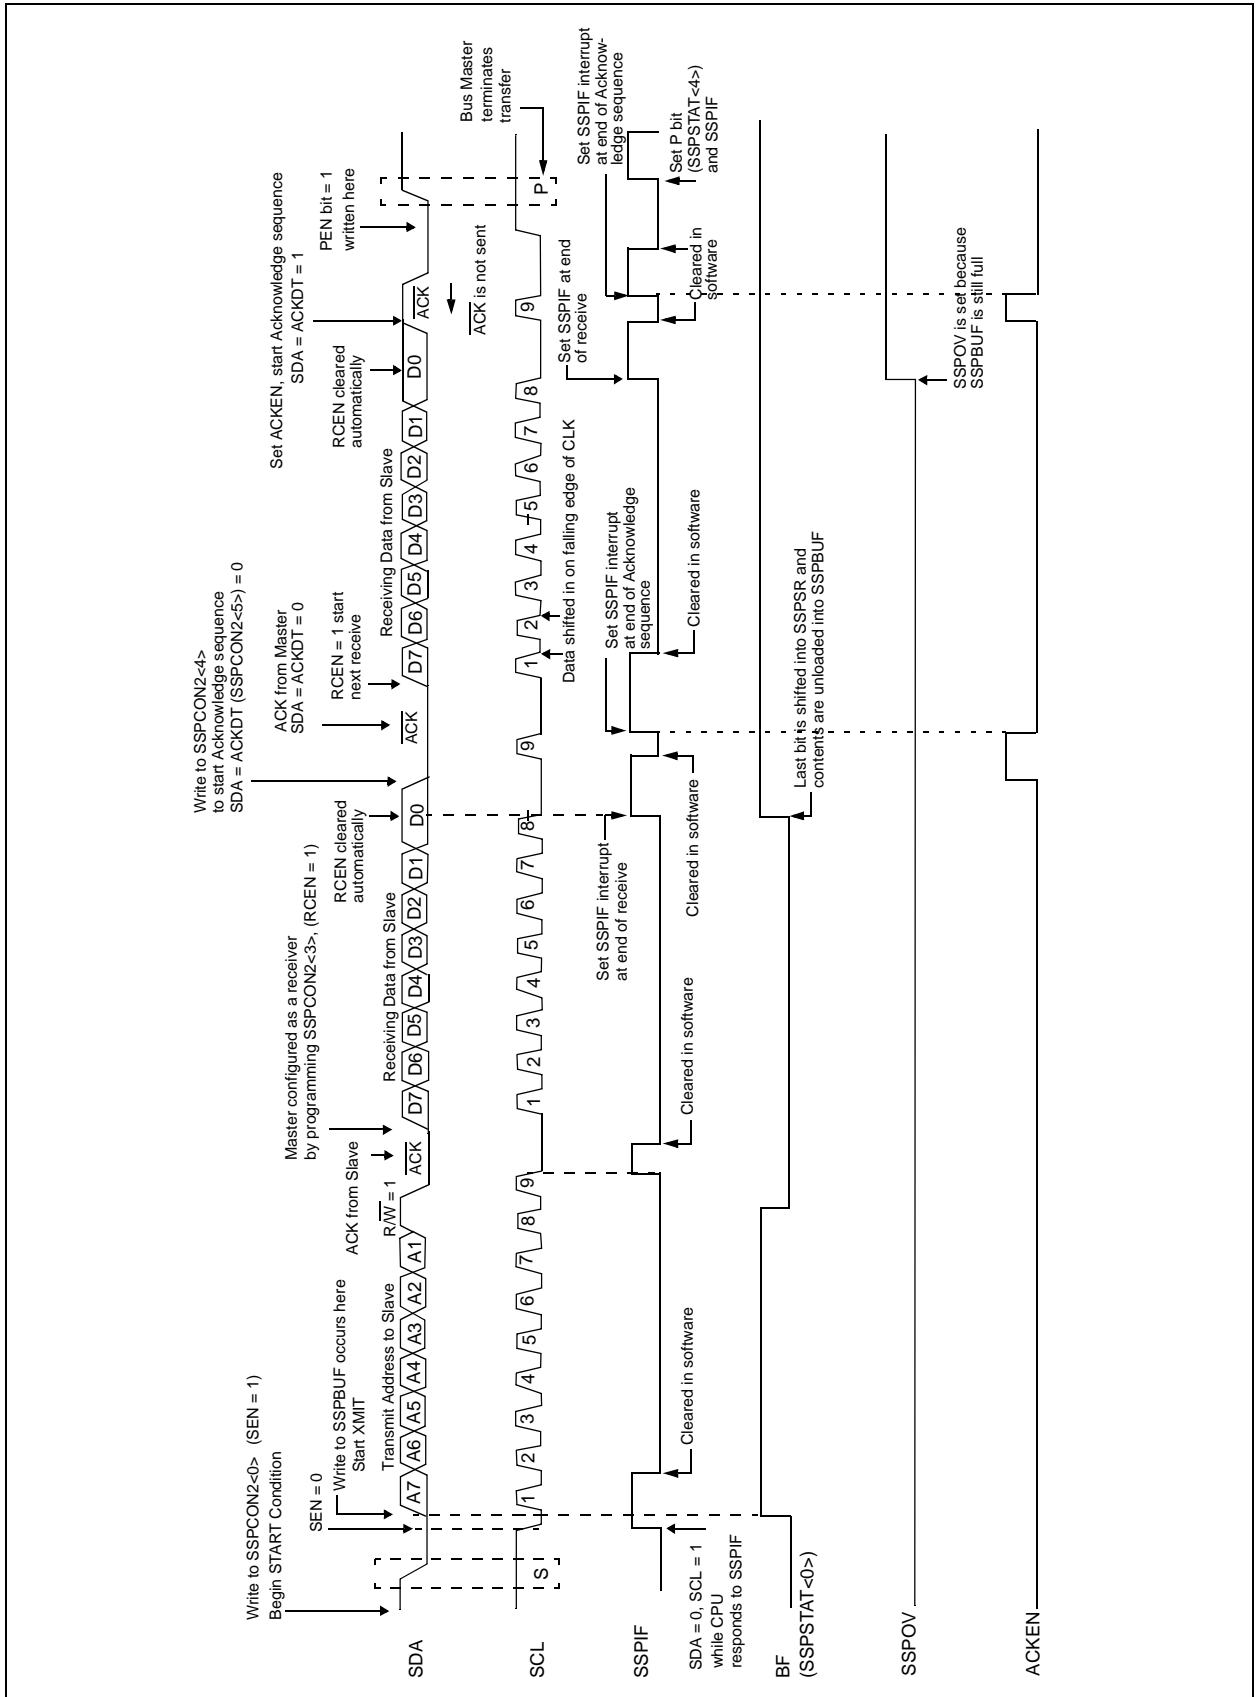 Write to SSPCON2<0> (SEN = 1)
Begin START Condition
SEN = 0
Write to SSPBUF occurs here
Start XMIT
Transmit Address to Slave
R/W = 1
ACK from Slave
Master configured as a receiver
by programming SSPCON2<3>, (RCEN = 1)
Receiving Data from Slave
RCEN cleared
automatically
Write to SSPCON2<4>
to start Acknowledge sequence
SDA = ACKDT (SSPCON2<5>) = 0
ACK from Master
SDA = ACKDT = 0
RCEN = 1 start
next receive
Receiving Data from Slave
RCEN cleared
automatically
Set ACKEN, start Acknowledge sequence
SDA = ACKDT = 1
PEN bit = 1
written here
SDA
A7 A6 A5 A4 A3 A2 A1
ACK
D7 D6 D5 D4 D3 D2 D1 D0
ACK
D7 D6 D5 D4 D3 D2 D1 D0
ACK
ACK is not sent
Bus Master
terminates
transfer
SCL
S
1 2 3 4 5 6 7 8 9
1 2 3 4 5 6 7 8
9
1 2 3 4 5 6 7 8
9
P
Data shifted in on falling edge of CLK
Set SSPIF interrupt
at end of receive
Set SSPIF interrupt
at end of Acknowledge
sequence
Set SSPIF at end
of receive
Set SSPIF interrupt
at end of Acknow-
ledge sequence
SSPIF
SDA = 0, SCL = 1
while CPU
responds to SSPIF
Cleared in software
Cleared in software
Cleared in software
Cleared in software
Cleared in
software
Set P bit
(SSPSTAT<4>)
and SSPIF
BF
(SSPSTAT<0>)
Last bit is shifted into SSPSR and
contents are unloaded into SSPBUF
SSPOV
SSPOV is set because
SSPBUF is still full
ACKEN